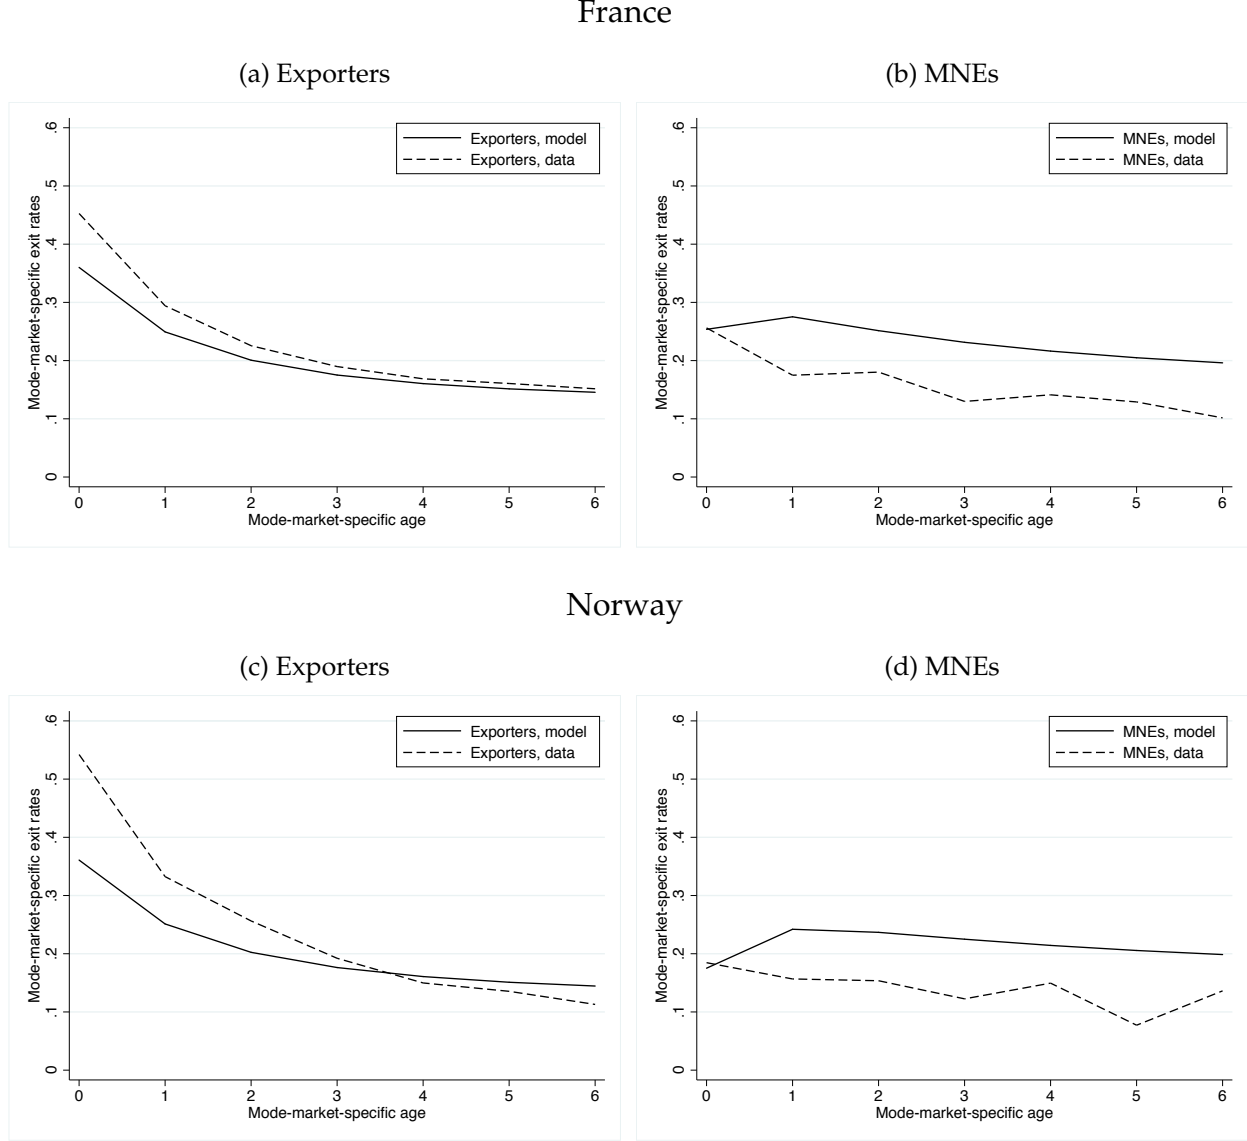 France
(a) Exporters
(b) MNEs
Mode-market-specific exit rates
.6
.5
.4
.3
.2
.1
0
Exporters, model
Exporters, data
0 1 2 3 4 5 6
Mode-market-specific age
Mode-market-specific exit rates
.6
.5
.4
.3
.2
.1
0
MNEs, model
MNEs, data
0 1 2 3 4 5 6
Mode-market-specific age
Norway
(c) Exporters
(d) MNEs
Mode-market-specific exit rates
.6
.5
.4
.3
.2
.1
0
Exporters, model
Exporters, data
0 1 2 3 4 5 6
Mode-market-specific age
Mode-market-specific exit rates
.6
.5
.4
.3
.2
.1
0
MNEs, model
MNEs, data
0 1 2 3 4 5 6
Mode-market-specific age